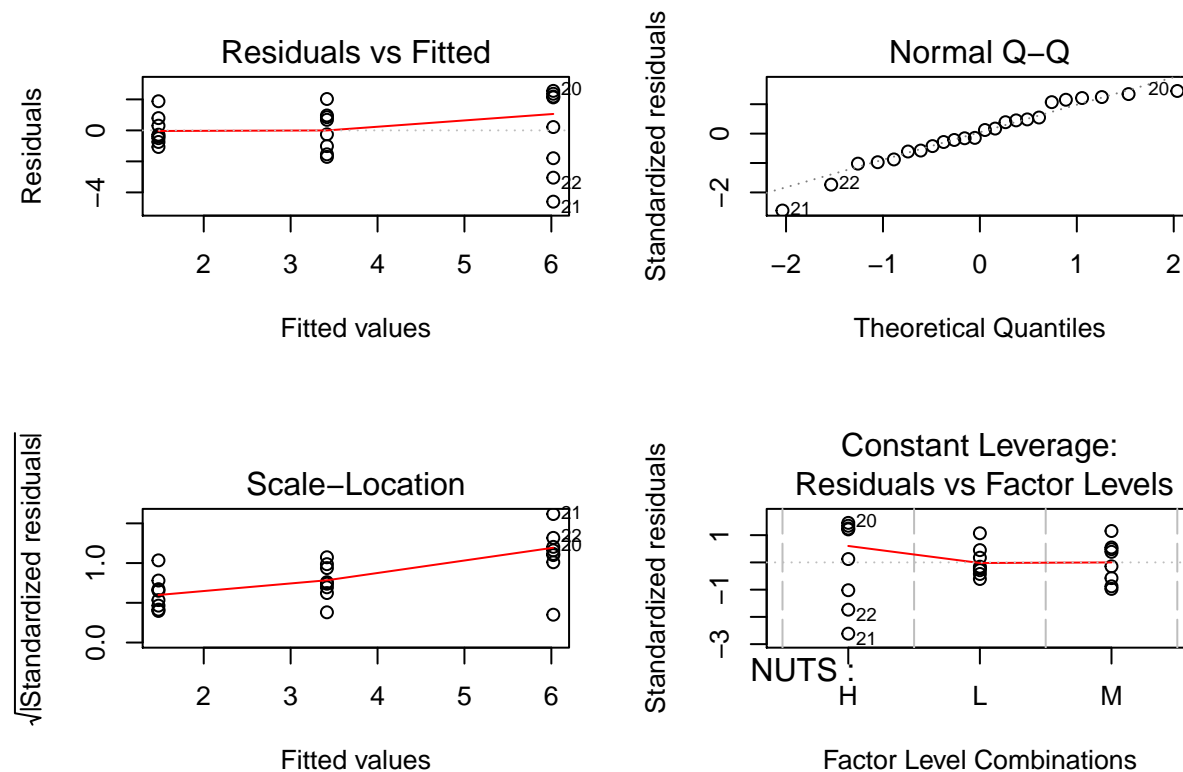 Residuals vs Fitted
Residuals
0
−4
20
22
21
2 3 4 5 6
Fitted values
Normal Q−Q
Standardized residuals
0
−2
20
22
21
−2 −1 0 1 2
Theoretical Quantiles
Scale−Location
√|Standardized residuals|
1.0
0.0
21
22
20
2 3 4 5 6
Fitted values
Constant Leverage:
Residuals vs Factor Levels
Standardized residuals
1
−1
−3
20
22
21
NUTS :
H L M
Factor Level Combinations